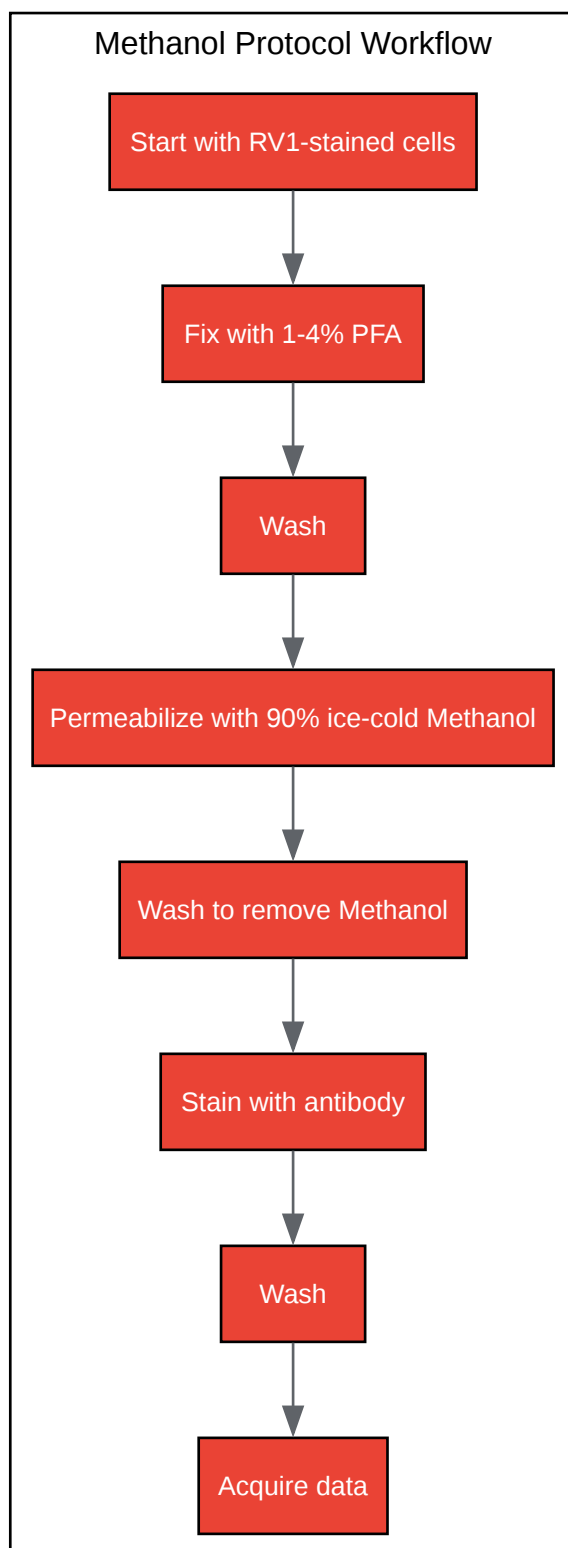 Methanol Protocol Workflow
Start with RV1-stained cells
Fix with 1-4% PFA
Wash
Permeabilize with 90% ice-cold Methanol
Wash to remove Methanol
Stain with antibody
Wash
Acquire data